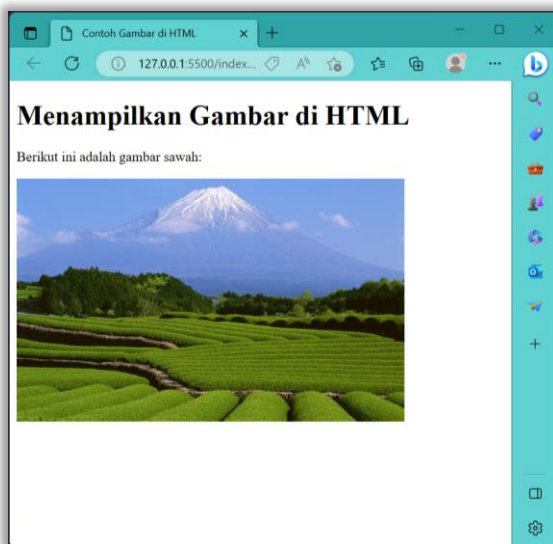 Contoh Gambar di HTML
127.0.0.1:5500/index...
Menampilkan Gambar di HTML
Berikut ini adalah gambar sawah: